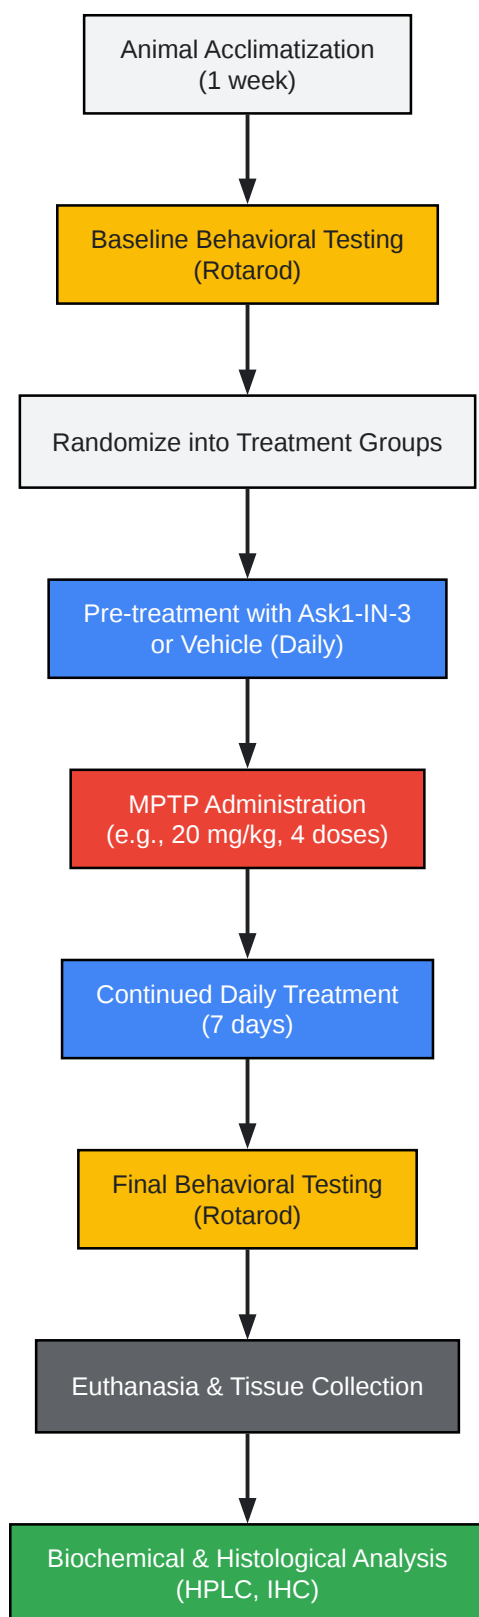 Animal Acclimatization
(1 week)
Baseline Behavioral Testing
(Rotarod)
Randomize into Treatment Groups
Pre-treatment with Ask1-IN-3
or Vehicle (Daily)
MPTP Administration
(e.g., 20 mg/kg, 4 doses)
Continued Daily Treatment
(7 days)
Final Behavioral Testing
(Rotarod)
Euthanasia & Tissue Collection
Biochemical & Histological Analysis
(HPLC, IHC)